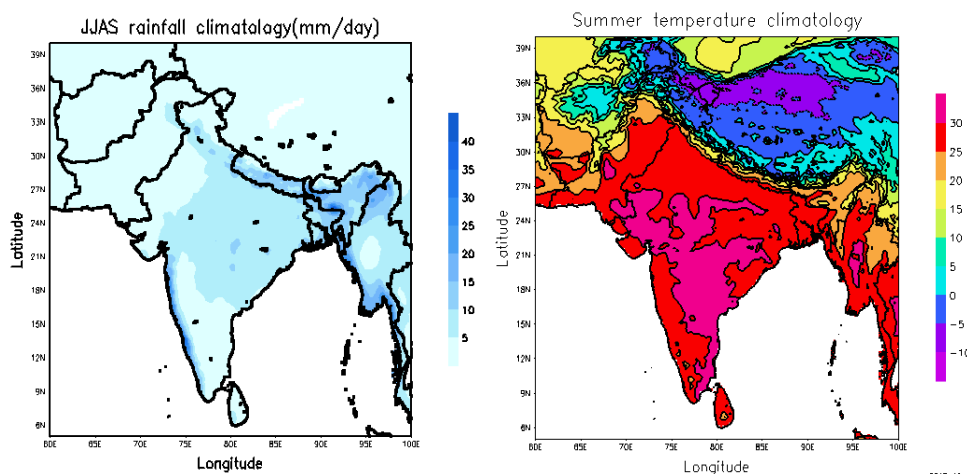 JJAS rainfall climatology(mm/day)
39N
36N
33N
30N
27N
24N
21N
18N
15N
12N
9N
6N
Latitude
60E 65E 70E 75E 80E 85E 90E 95E 100E
Longitude
40
35
30
25
20
15
10
5
Summer temperature climatology
39N
36N
33N
30N
27N
24N
21N
18N
15N
12N
9N
6N
Latitude
60E 65E 70E 75E 80E 85E 90E 95E 100E
Longitude
30
25
20
15
10
5
0
-5
-10